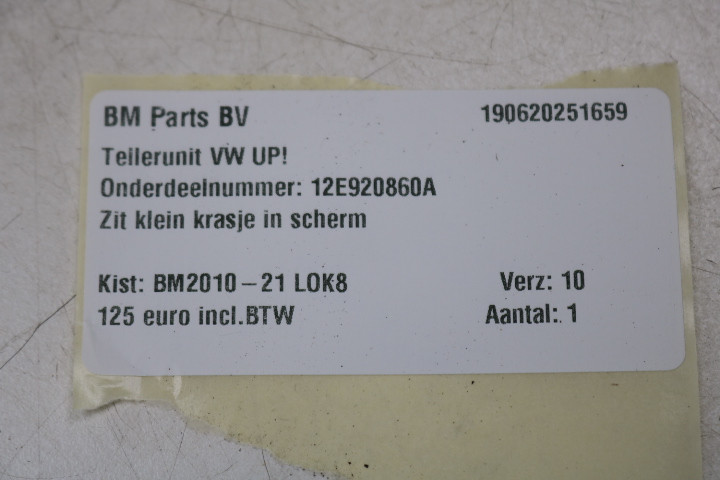 BM Parts BV 190620251659
Teilerunit VW UP!
Onderdeelnummer: 12E920860A
Zit klein krasje in scherm
Kist: BM2010-21 LOK8 Verz: 10
125 euro incl.BTW Aantal: 1